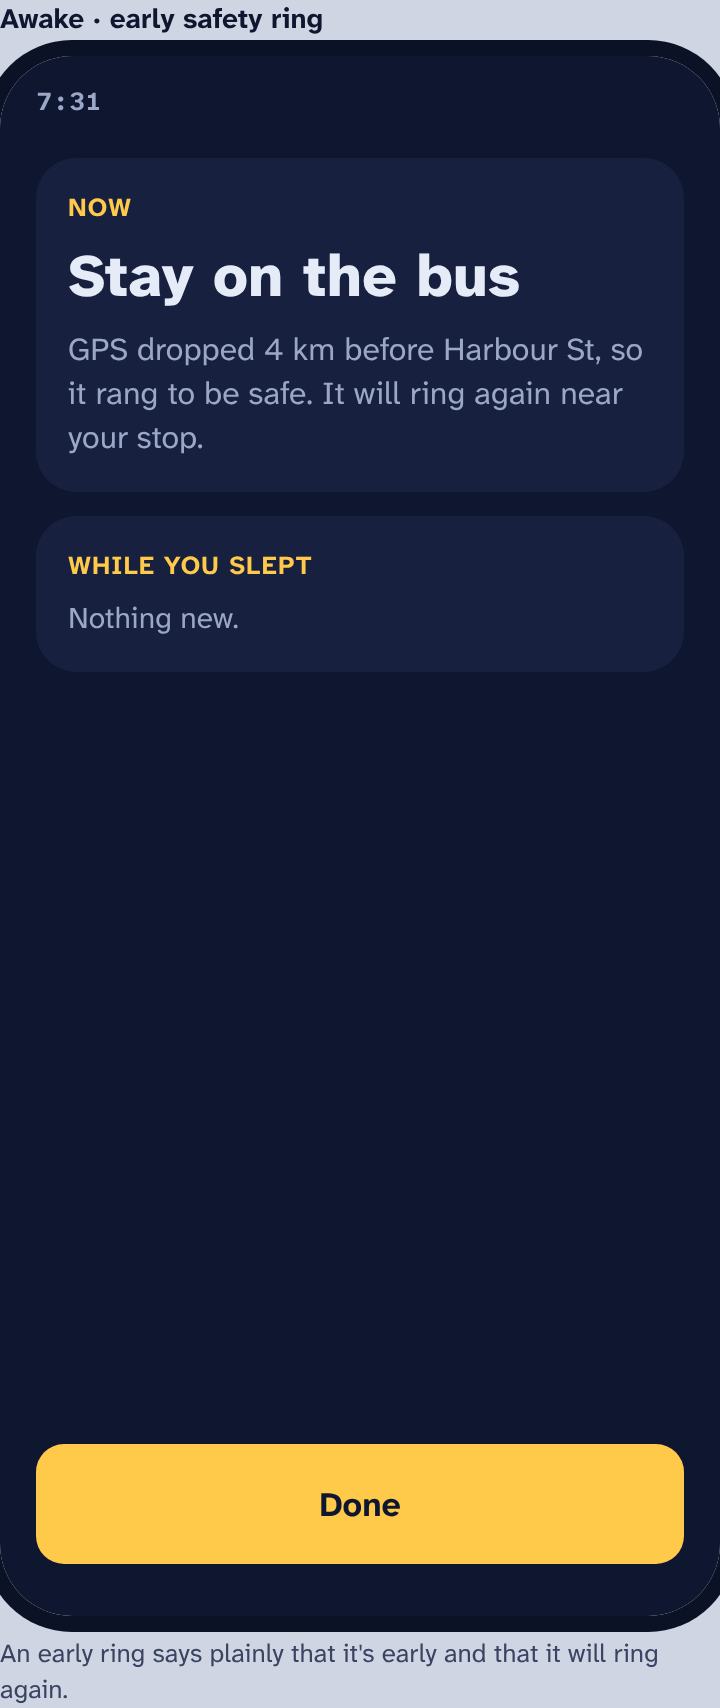 Awake · early safety ring
7:31
NOW
Stay on the bus
GPS dropped 4 km before Harbour St, so
it rang to be safe. It will ring again near
your stop.
WHILE YOU SLEPT
Nothing new.
Done
An early ring says plainly that it's early and that it will ring
again.